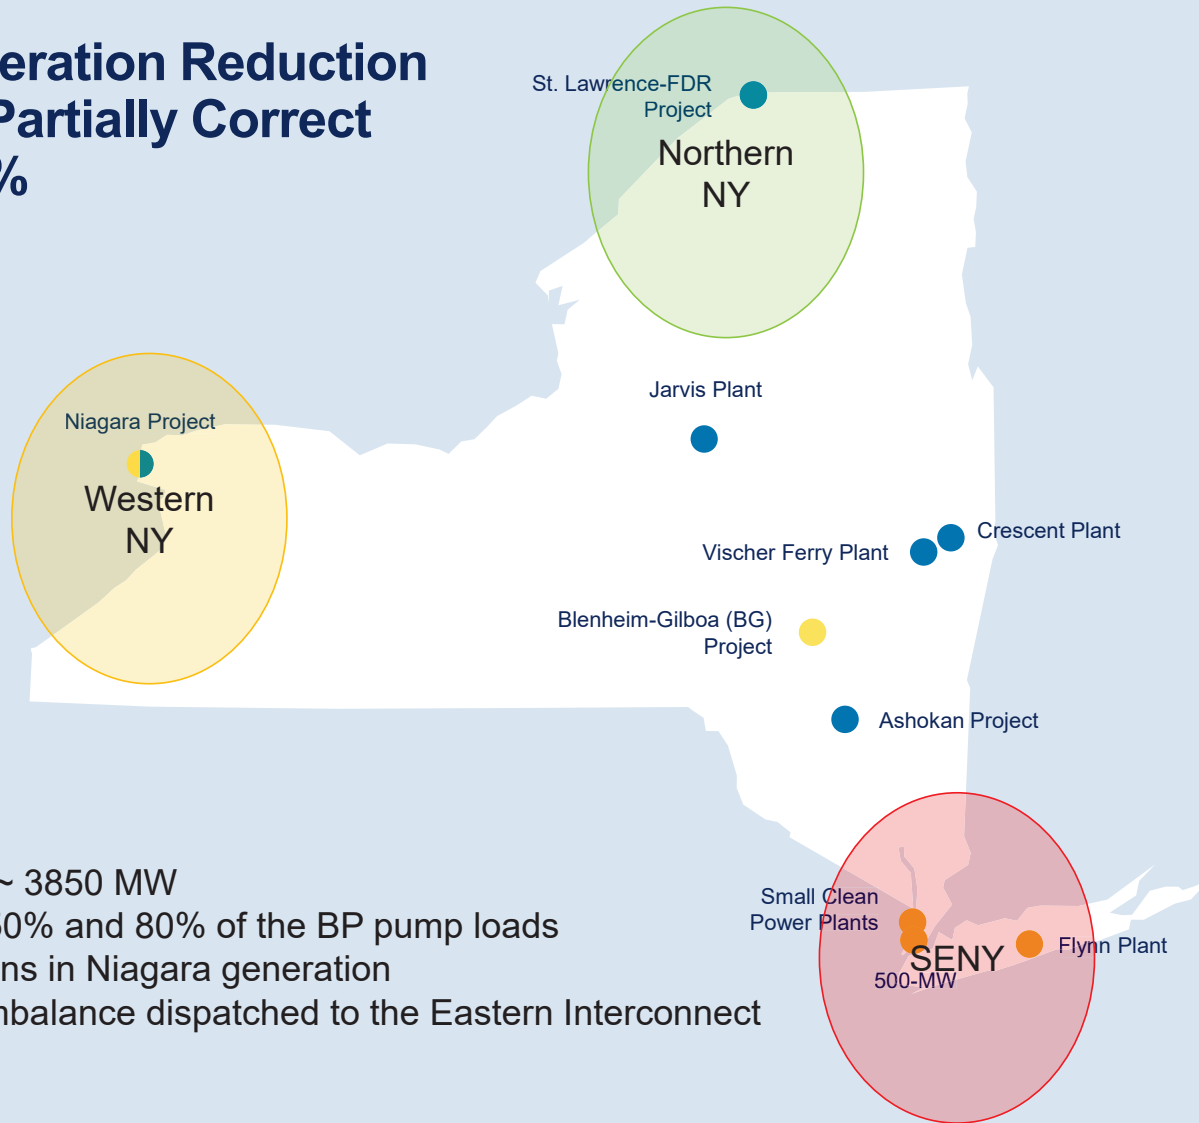 eration Reduction
Partially Correct
%
St. Lawrence-FDR
Project
Northern
NY
Jarvis Plant
Niagara Project
Western
NY
Crescent Plant
Vischer Ferry Plant
Blenheim-Gilboa (BG)
Project
Ashokan Project
~ 3850 MW
60% and 80% of the BP pump loads
ns in Niagara generation
mbalance dispatched to the Eastern Interconnect
Small Clean
Power Plants
SENY
Flynn Plant
500-MW